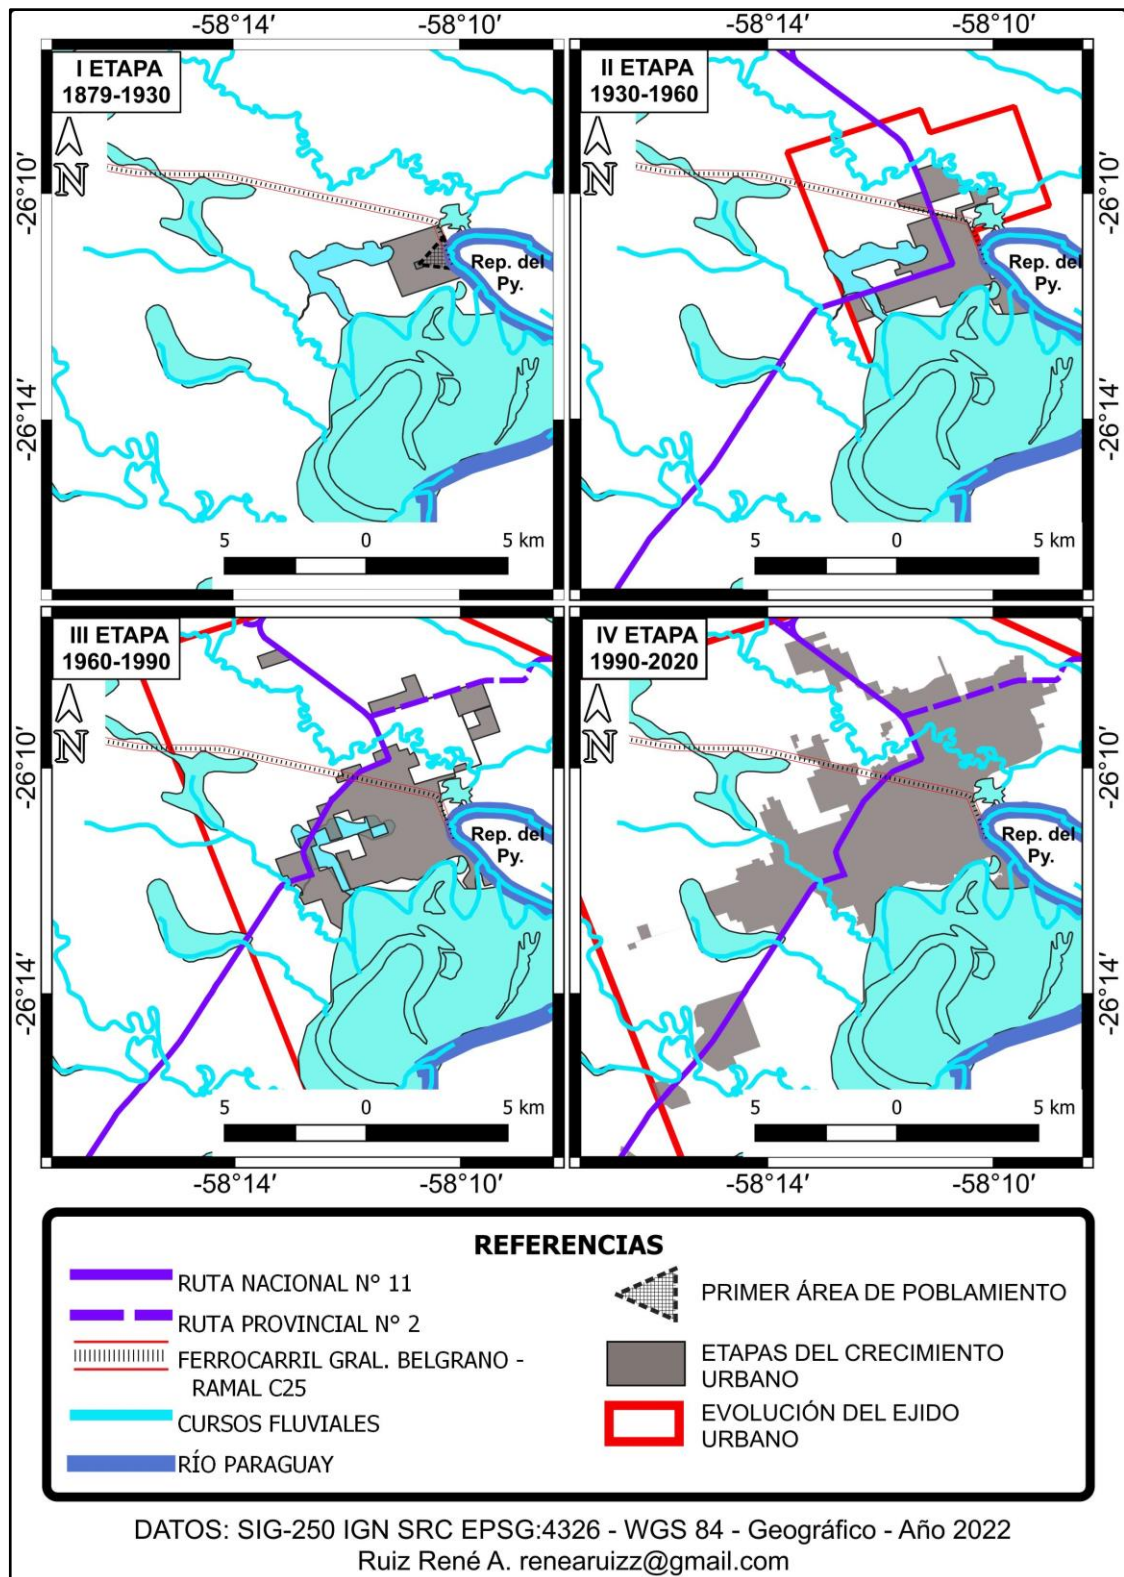 -58°14′ -58°10′ -58°14′ -58°10′
I ETAPA
1879-1930
II ETAPA
1930-1960
N
N
-26°10′
-26°10′
Rep. del
Py.
Rep. del
Py.
-26°14′
-26°14′
5 0 5 km
5 0 5 km
III ETAPA
1960-1990
IV ETAPA
1990-2020
N
N
-26°10′
-26°10′
Rep. del
Py.
Rep. del
Py.
-26°14′
-26°14′
5 0 5 km
5 0 5 km
-58°14′ -58°10′ -58°14′ -58°10′
REFERENCIAS
RUTA NACIONAL N° 11
RUTA PROVINCIAL N° 2
FERROCARRIL GRAL. BELGRANO -
RAMAL C25
CURSOS FLUVIALES
RÍO PARAGUAY
PRIMER ÁREA DE POBLAMIENTO
ETAPAS DEL CRECIMIENTO
URBANO
EVOLUCIÓN DEL EJIDO
URBANO
DATOS: SIG-250 IGN SRC EPSG:4326 - WGS 84 - Geográfico - Año 2022
Ruiz René A. renearuizz@gmail.com